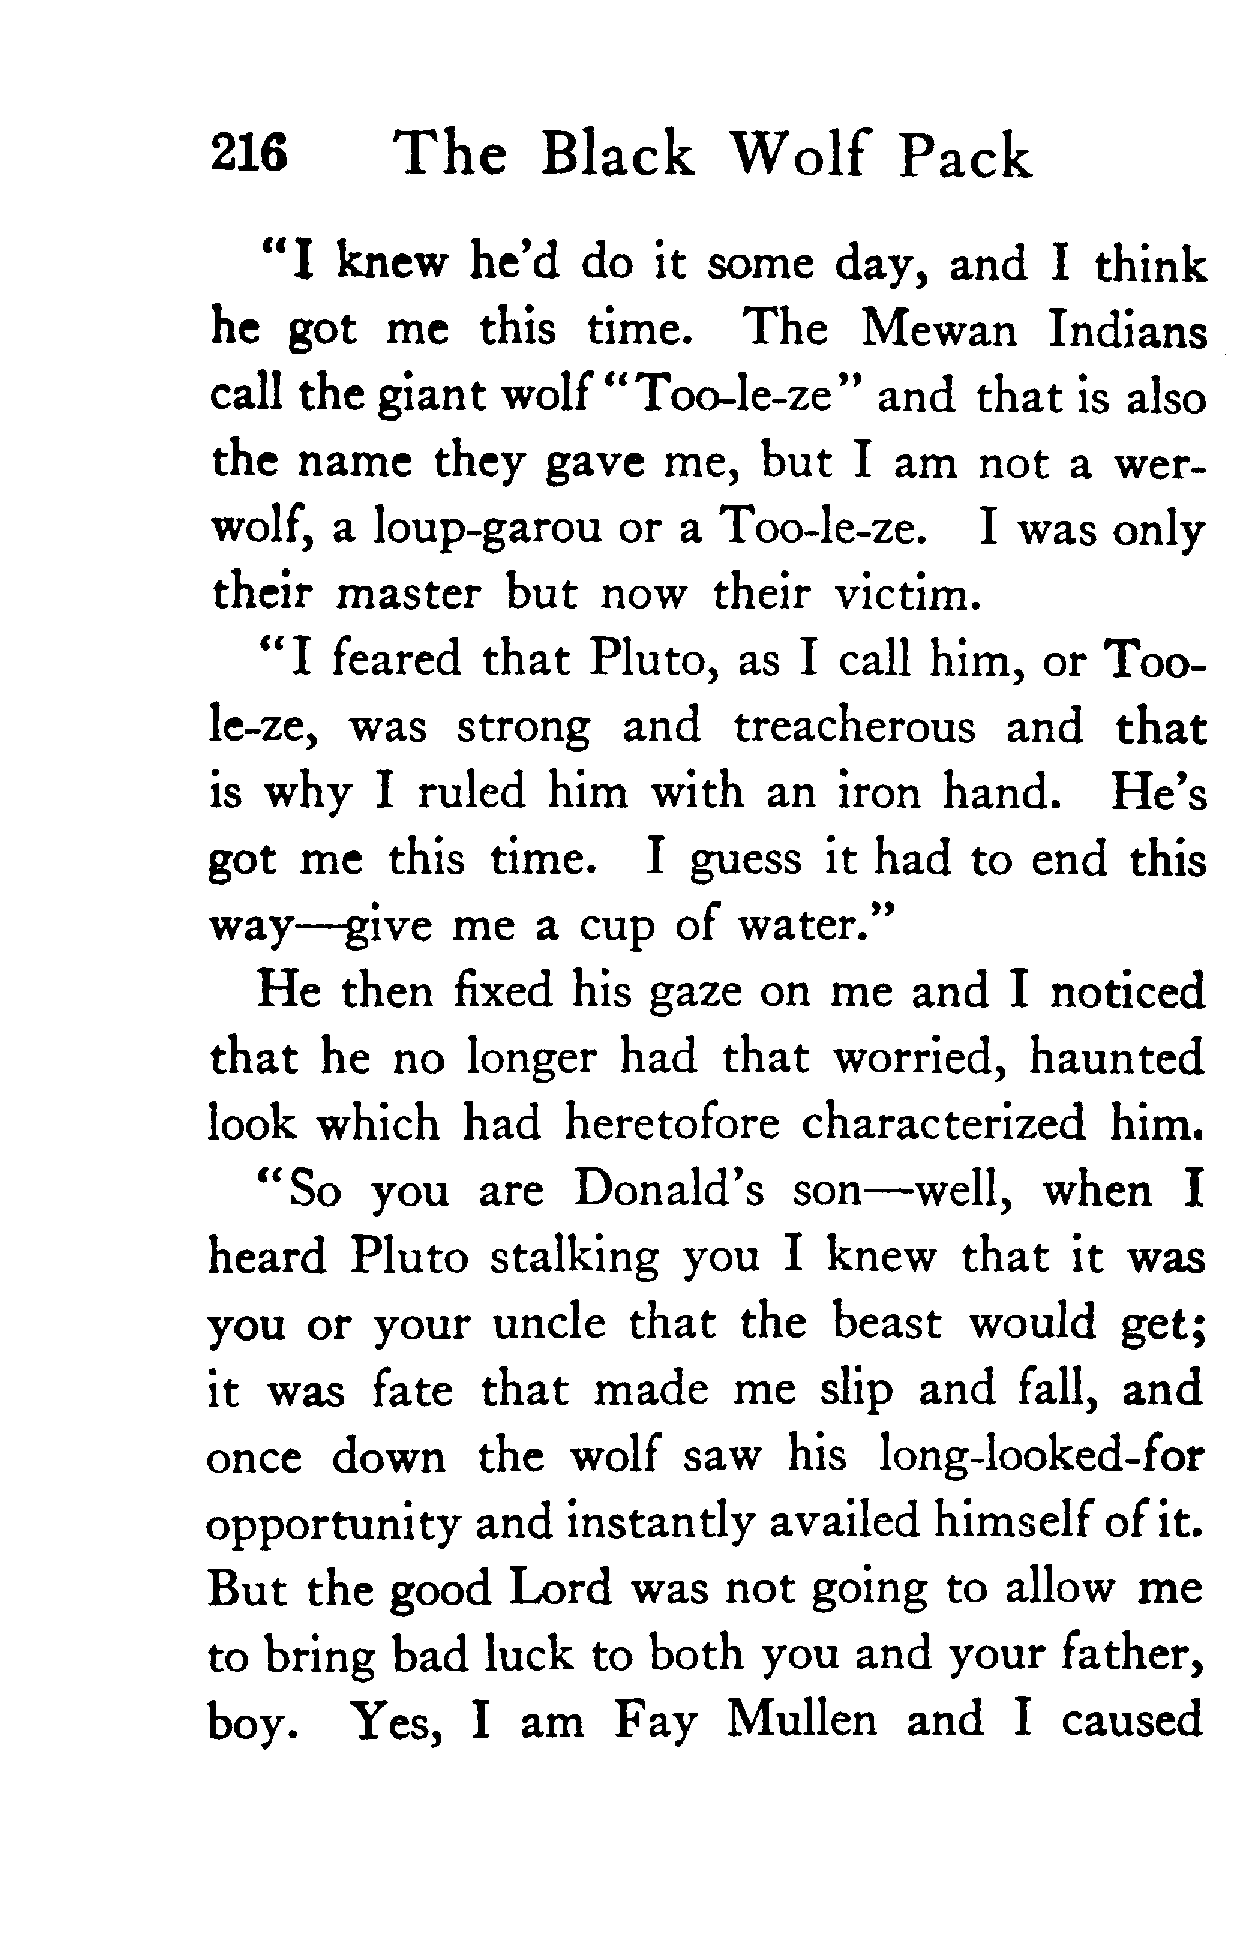 216 The Black Wolf Pack
“I knew he’d do it some day, and I think
he got me this time. The Mewan Indians
call the giant wolf “Too-le-ze” and that is also
the name they gave me, but I am not a wer-
wolf, a loup-garou or a Too-le-ze. I was only
their master but now their victim.
“I feared that Pluto, as I call him, or Too-
le-ze, was strong and treacherous and that
is why I ruled him with an iron hand. He’s
got me this time. I guess it had to end this
way—give me a cup of water.”
He then fixed his gaze on me and I noticed
that he no longer had that worried, haunted
look which had heretofore characterized him.
“So you are Donald’s son—well, when I
heard Pluto stalking you I knew that it was
you or your uncle that the beast would get;
it was fate that made me slip and fall, and
once down the wolf saw his long-looked-for
opportunity and instantly availed himself of it.
But the good Lord was not going to allow me
to bring bad luck to both you and your father,
boy. Yes, I am Fay Mullen and I caused